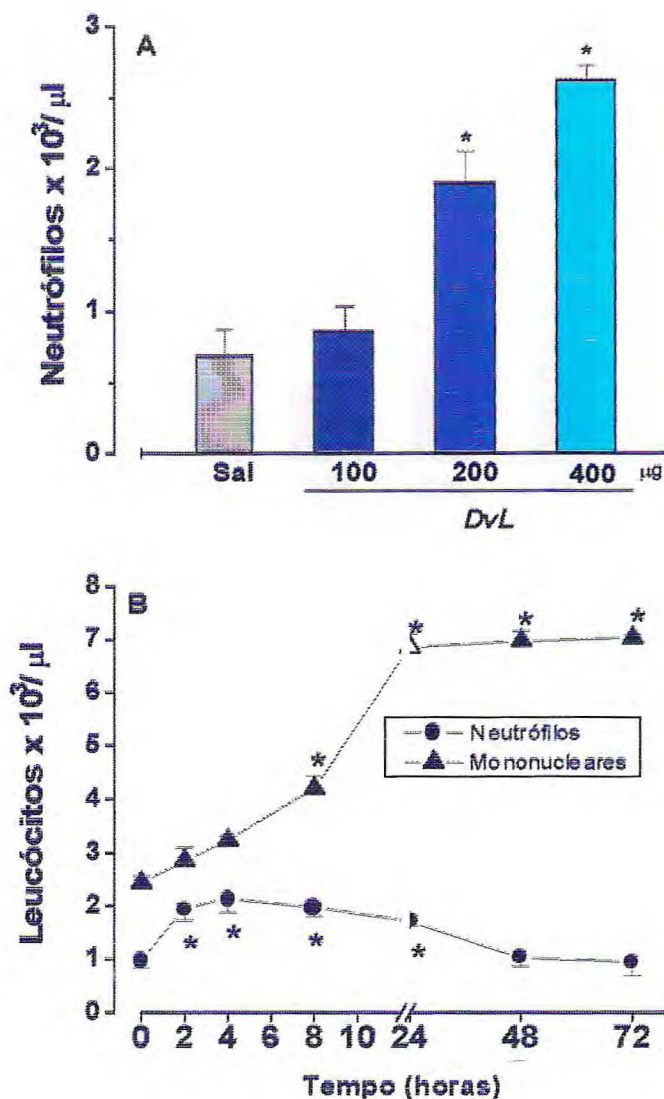 A
Neutrófilos x 10³/ µl
3
2
1
0
*
*
Sal 100 200 400 µg
DvL
B
Leucócitos x 10³/ µl
8
7
6
5
4
3
2
1
0
* * *
*
Neutrófilos
Mononucleares
* * * *
0 2 4 8 10 24 48 72
Tempo (horas)